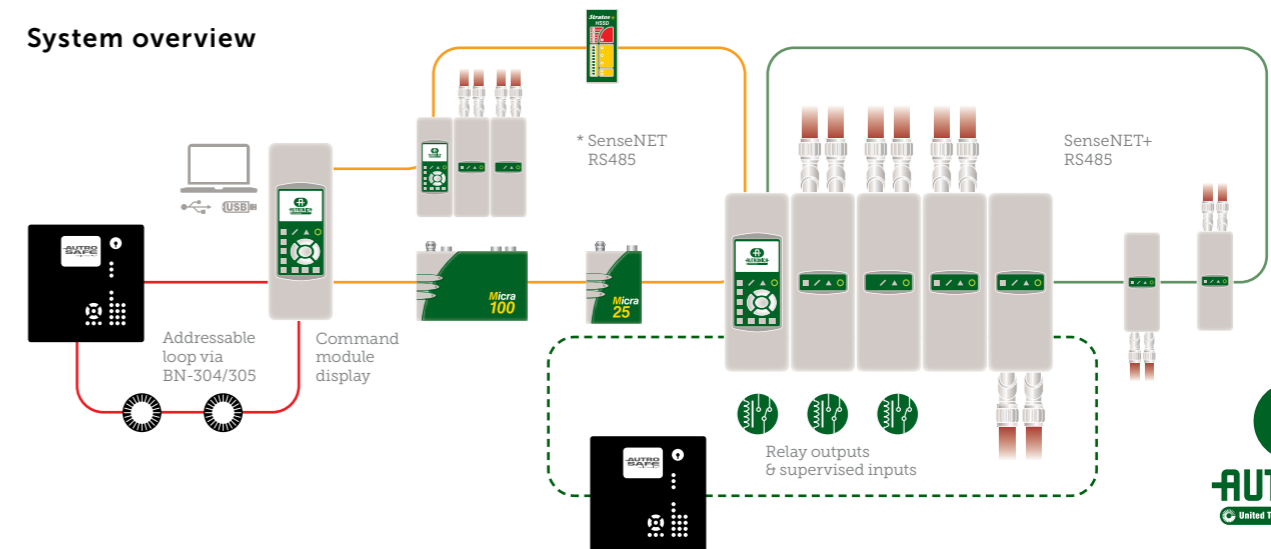 System overview
Stratos
HSSD
* SenseNET
RS485
SenseNET+
RS485
USB
AUTRO
SAFE
Micra
100
Micra
25
Addressable
loop via
BN-304/305
Command
module
display
Relay outputs
& supervised inputs
AUTRO
SAFE
AUT
United T